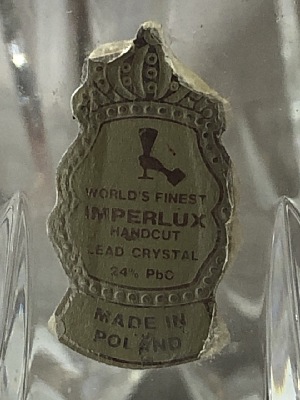 WORLD'S FINEST
IMPERLUX
HANDCUT
LEAD CRYSTAL
24% PbO
MADE IN
POLAND